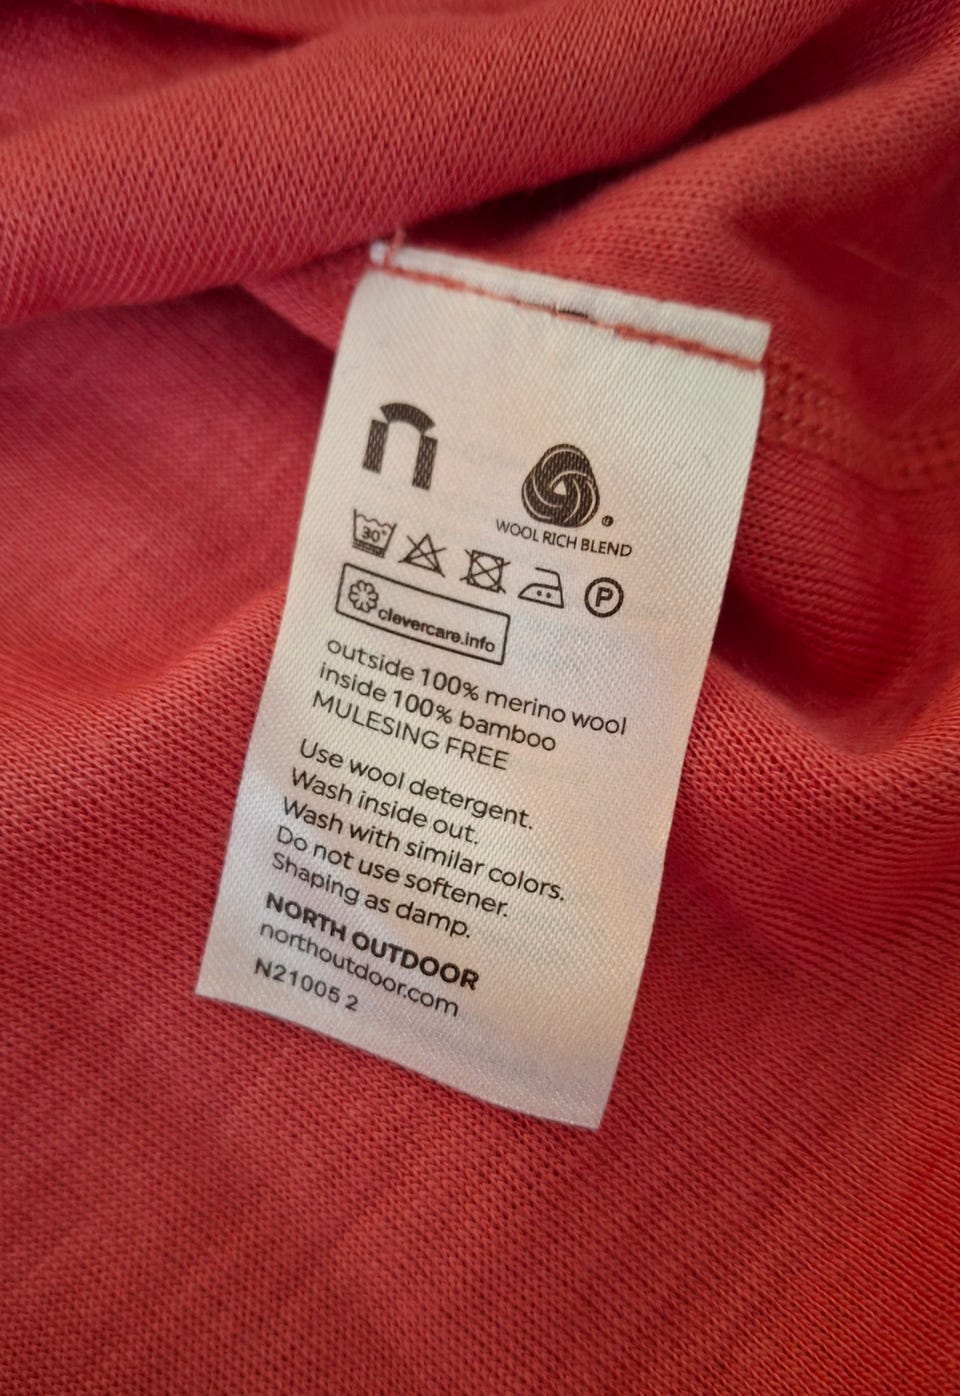 n
WOOL RICH BLEND
30°
P
clevercare.info
outside 100% merino wool
inside 100% bamboo
MULESING FREE
Use wool detergent.
Wash inside out.
Wash with similar colors.
Do not use softener.
Shaping as damp.
NORTH OUTDOOR
northoutdoor.com
N21005 2